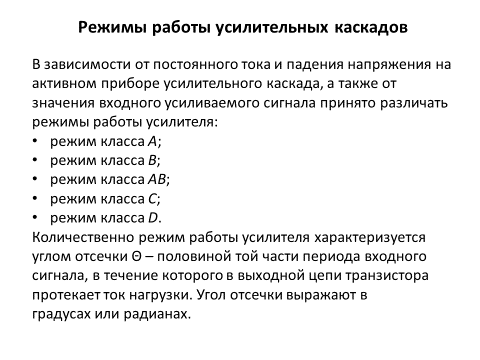 Режимы работы усилительных каскадов
В зависимости от постоянного тока и падения напряжения на
активном приборе усилительного каскада, а также от
значения входного усиливаемого сигнала принято различать
режимы работы усилителя:
• режим класса A;
• режим класса B;
• режим класса AB;
• режим класса C;
• режим класса D.
Количественно режим работы усилителя характеризуется
углом отсечки Θ – половиной той части периода входного
сигнала, в течение которого в выходной цепи транзистора
протекает ток нагрузки. Угол отсечки выражают в
градусах или радианах.